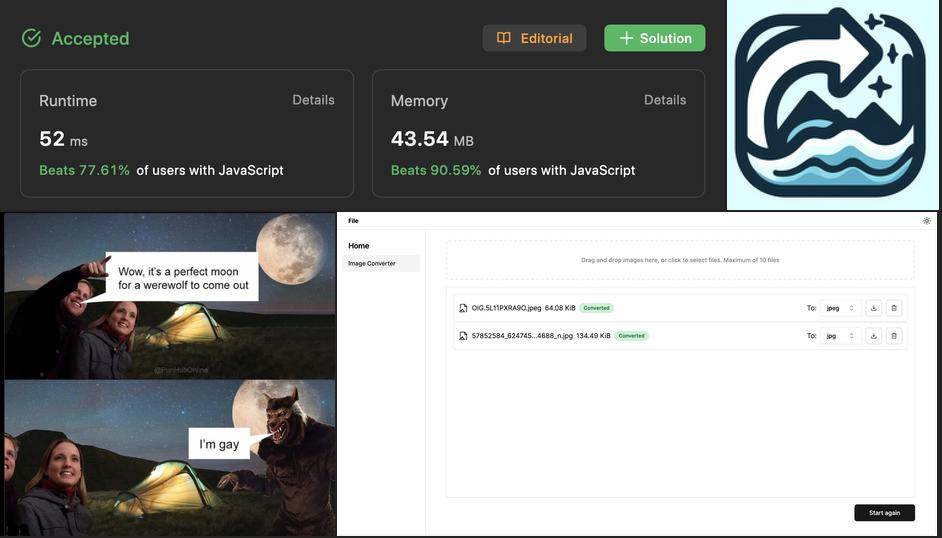 Accepted
Editorial
Solution
Runtime
Details
52 ms
Beats 77.61% of users with JavaScript
Memory
Details
43.54 MB
Beats 90.59% of users with JavaScript
Wow, it's a perfect moon
for a werewolf to come out
@PunHubOnline
I'm gay
File
Home
Image Converter
Drag and drop images here, or click to select files. Maximum of 10 files
OIG.5L11PXRA9O.jpeg 64.08 KiB Converted To: jpeg
57852584_624745...4688_n.jpg 134.49 KiB Converted To: jpg
Start again